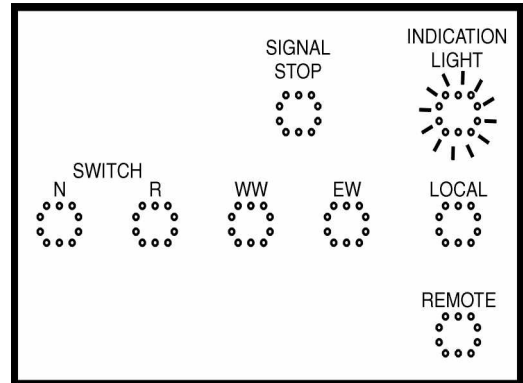 INDICATION
LIGHT
SIGNAL
STOP
SWITCH
N R WW EW LOCAL
REMOTE